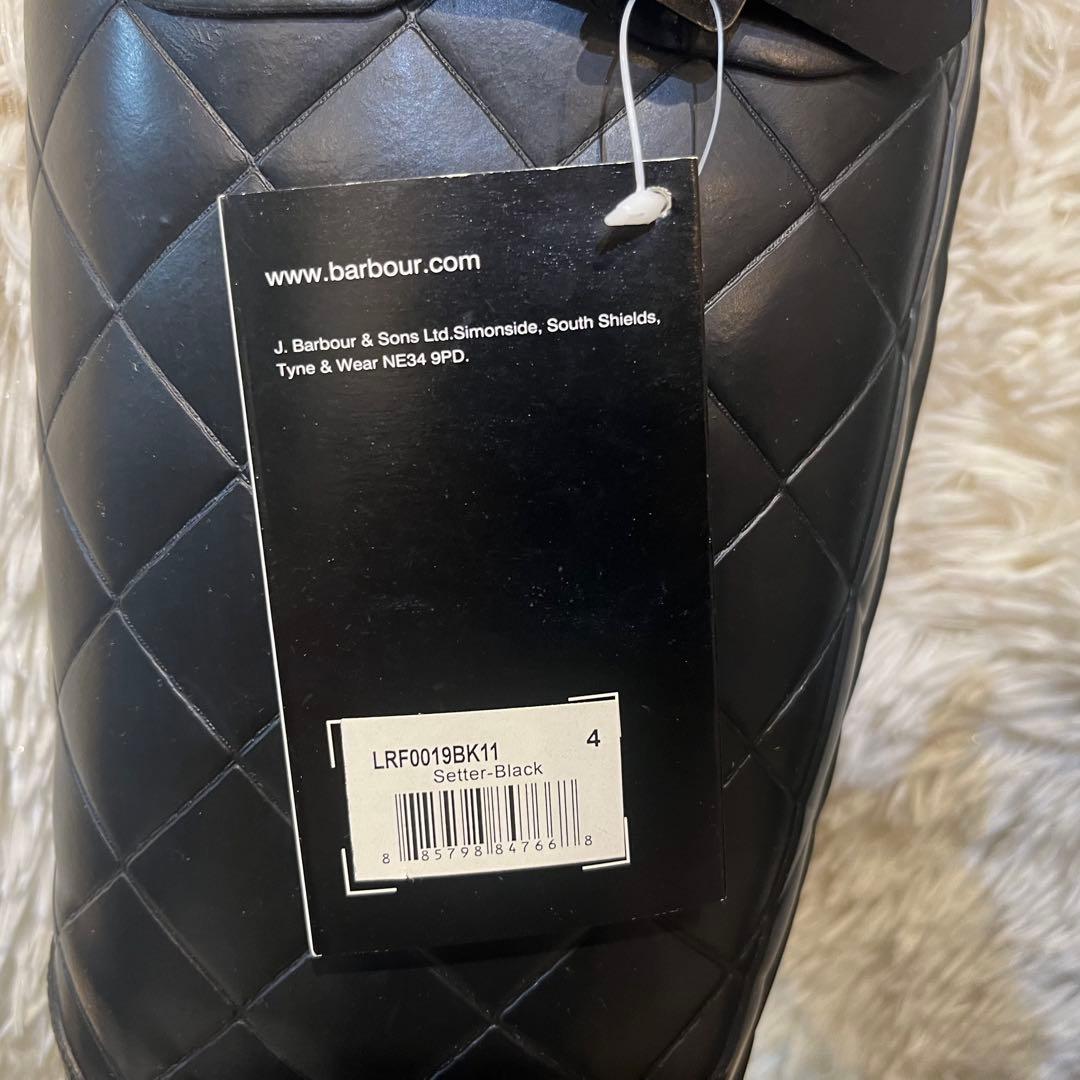 www.barbour.com
J. Barbour & Sons Ltd.Simonside, South Shields,
Tyne & Wear NE34 9PD.
LRF0019BK11 4
Setter-Black
8 85798 84766 8